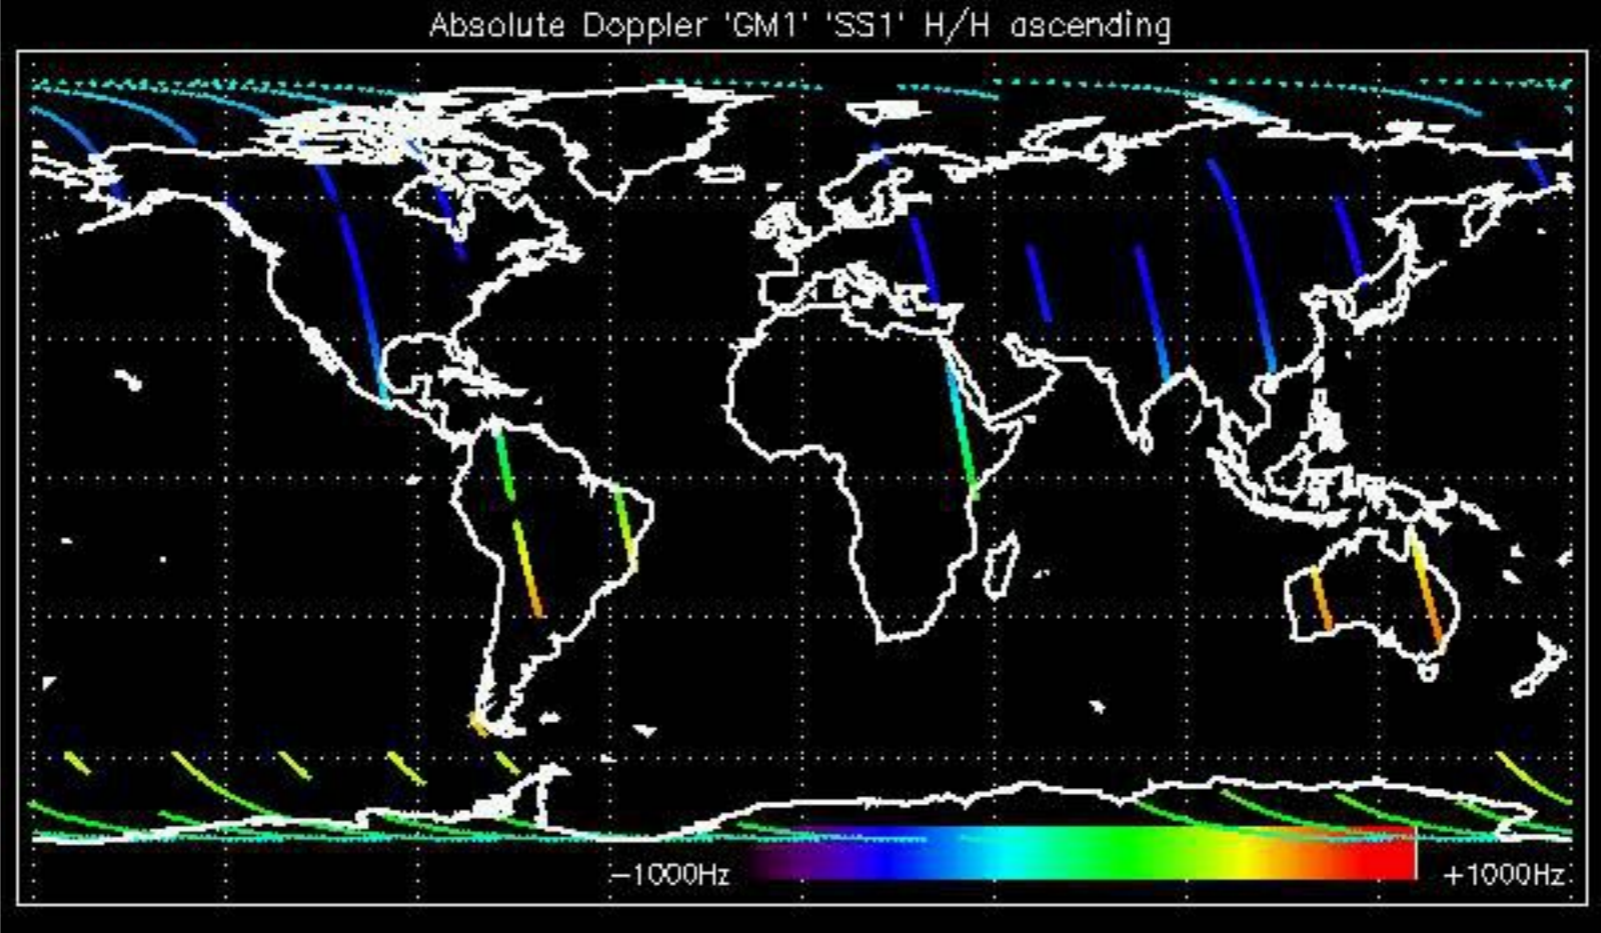 Absolute Doppler 'GM1' 'SS1' H/H ascending
−1000Hz +1000Hz